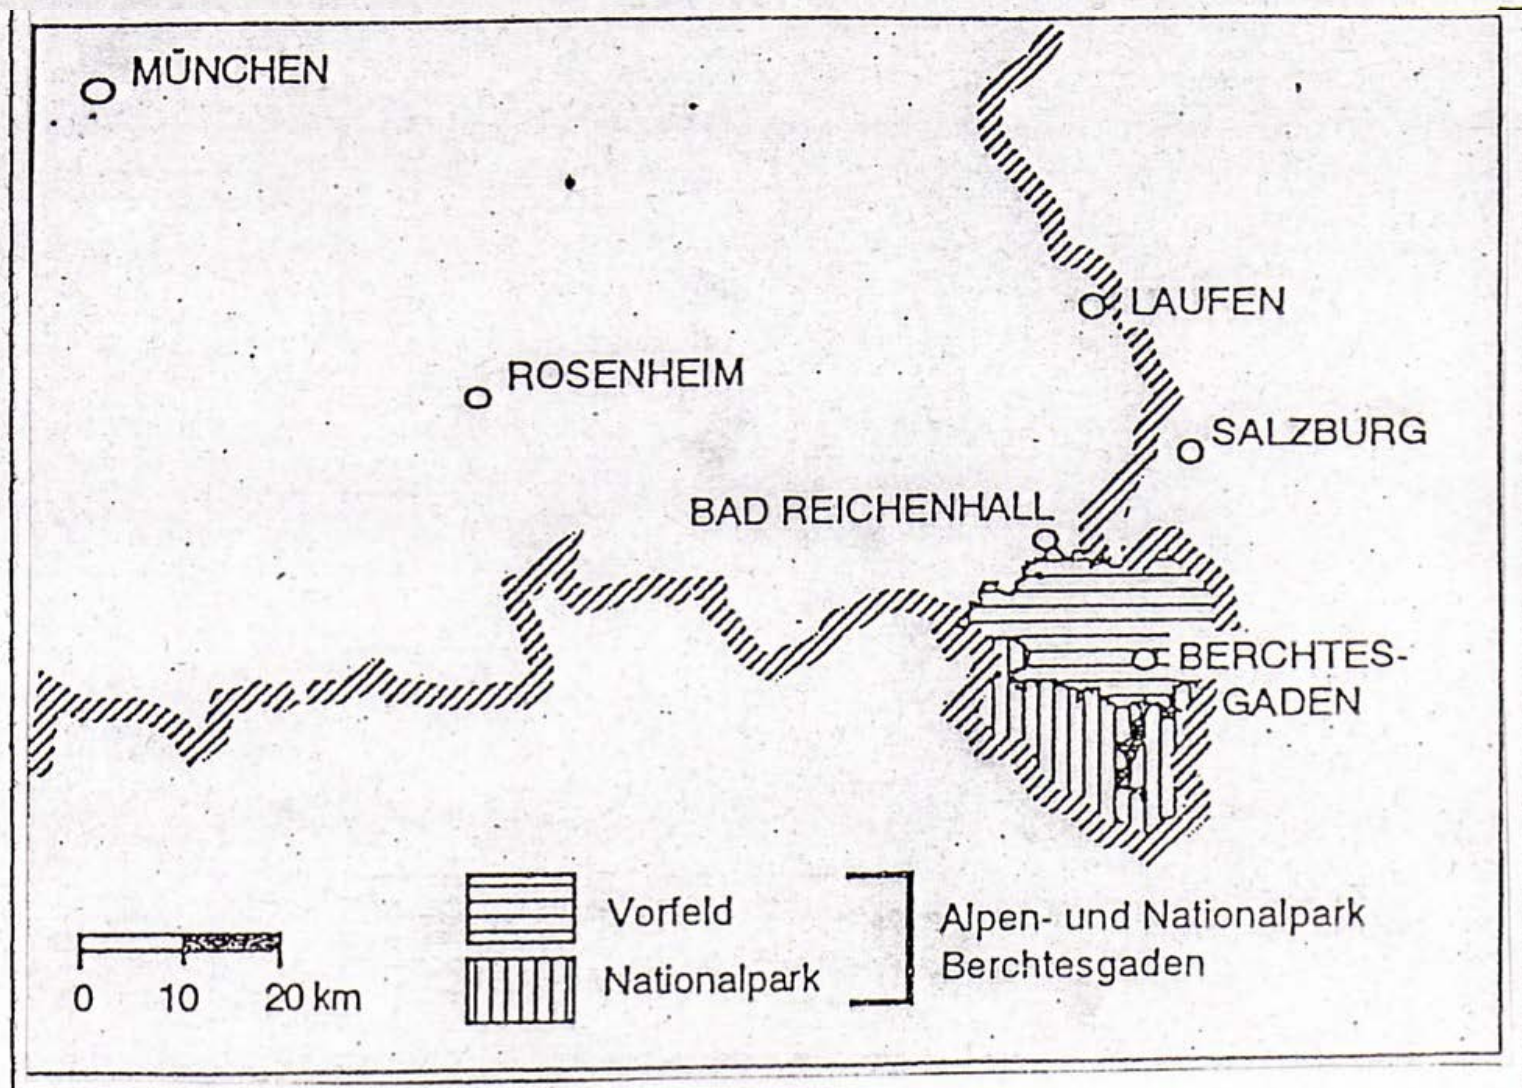 MÜNCHEN
LAUFEN
ROSENHEIM
SALZBURG
BAD REICHENHALL
BERCHTES-
GADEN
Vorfeld
Nationalpark
Alpen- und Nationalpark
Berchtesgaden
0 10 20 km